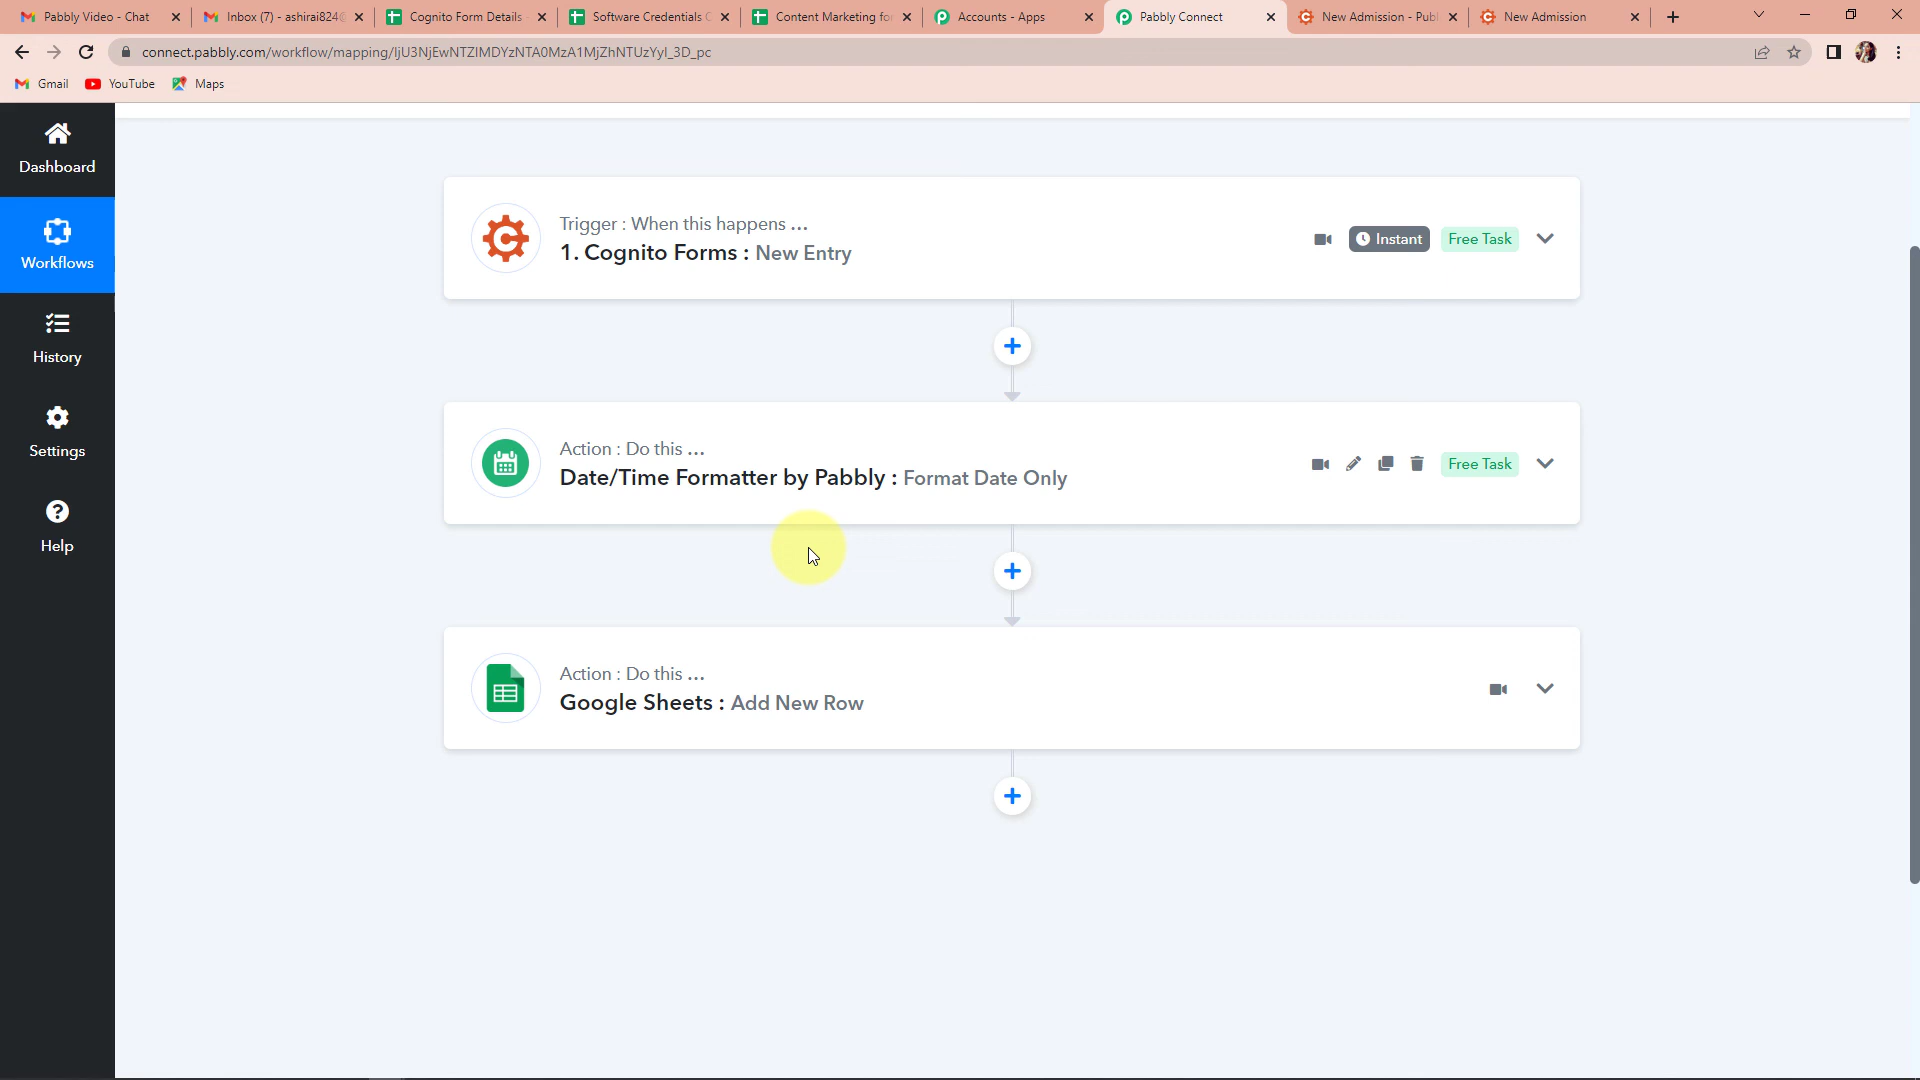 Pabbly Video - Chat
Inbox (7) - ashirai824
Cognito Form Details
Software Credentials
Content Marketing fo
Accounts - Apps
Pabbly Connect
New Admission - Publ
New Admission
connect.pabbly.com/workflow/mapping/IjU3NjEwNTZlMDYzNTA0MzA1MjZhNTUzYyI_3D_pc
Gmail
YouTube
Maps
Dashboard
Workflows
History
Settings
Help
Trigger : When this happens ...
1. Cognito Forms : New Entry
Instant
Free Task
Action : Do this ...
Date/Time Formatter by Pabbly : Format Date Only
Free Task
Action : Do this ...
Google Sheets : Add New Row